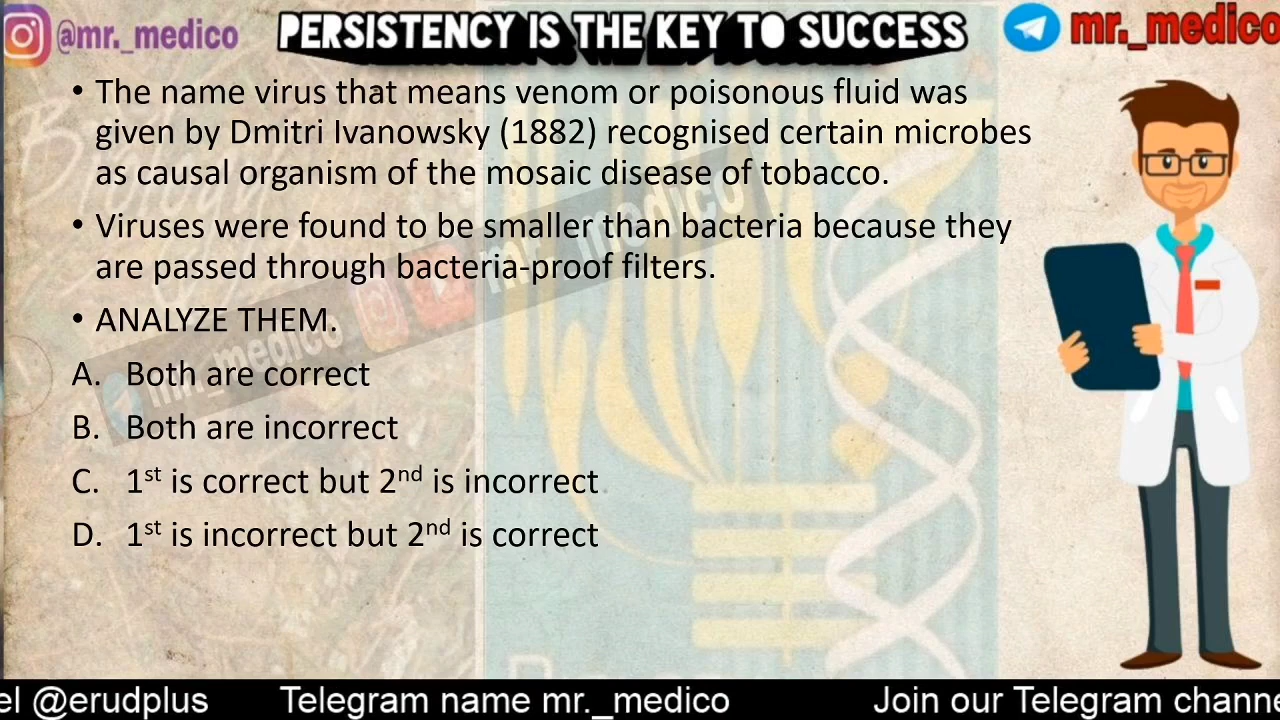 @mr._medico
PERSISTENCY IS THE KEY TO SUCCESS
mr._medico
• The name virus that means venom or poisonous fluid was
given by Dmitri Ivanowsky (1882) recognised certain microbes
as causal organism of the mosaic disease of tobacco.
• Viruses were found to be smaller than bacteria because they
are passed through bacteria-proof filters.
• ANALYZE THEM.
A. Both are correct
B. Both are incorrect
C. 1st is correct but 2nd is incorrect
D. 1st is incorrect but 2nd is correct
mr._medico
mr._medico
el @erudplus Telegram name mr._medico Join our Telegram channe